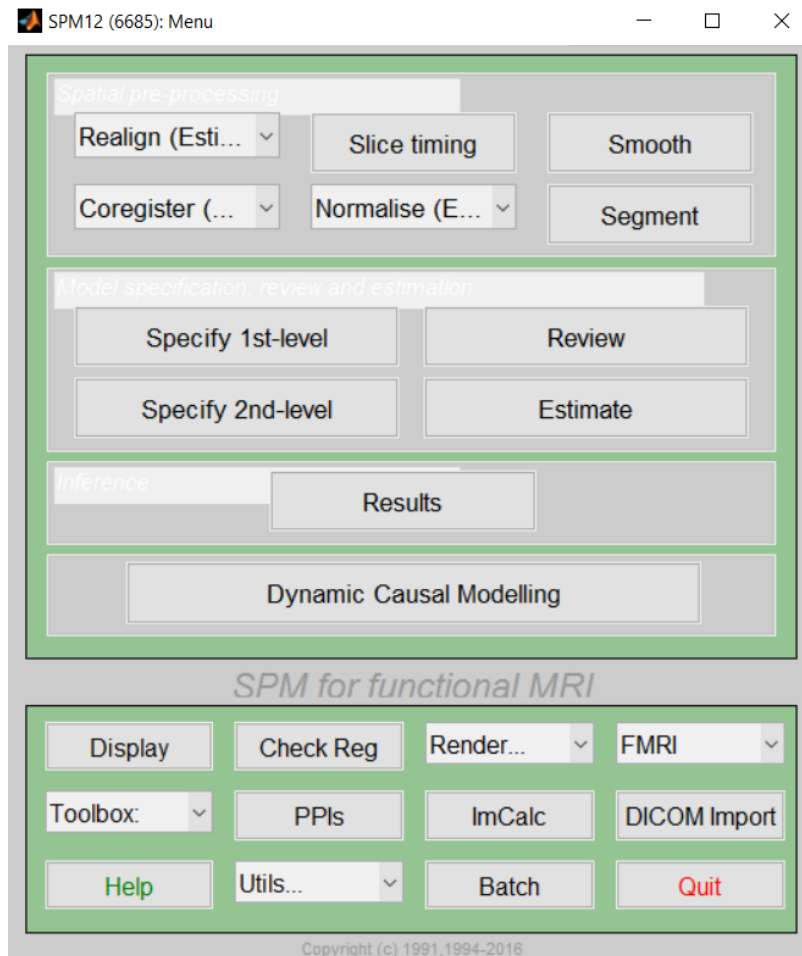 SPM12 (6685): Menu
Spatial pre-processing
Realign (Esti... Slice timing Smooth
Coregister (... Normalise (E... Segment
Model specification, review and estimation
Specify 1st-level Review
Specify 2nd-level Estimate
Inference
Results
Dynamic Causal Modelling
SPM for functional MRI
Display Check Reg Render... FMRI
Toolbox: PPIs ImCalc DICOM Import
Help Utils... Batch Quit
Copyright (c) 1991,1994-2016